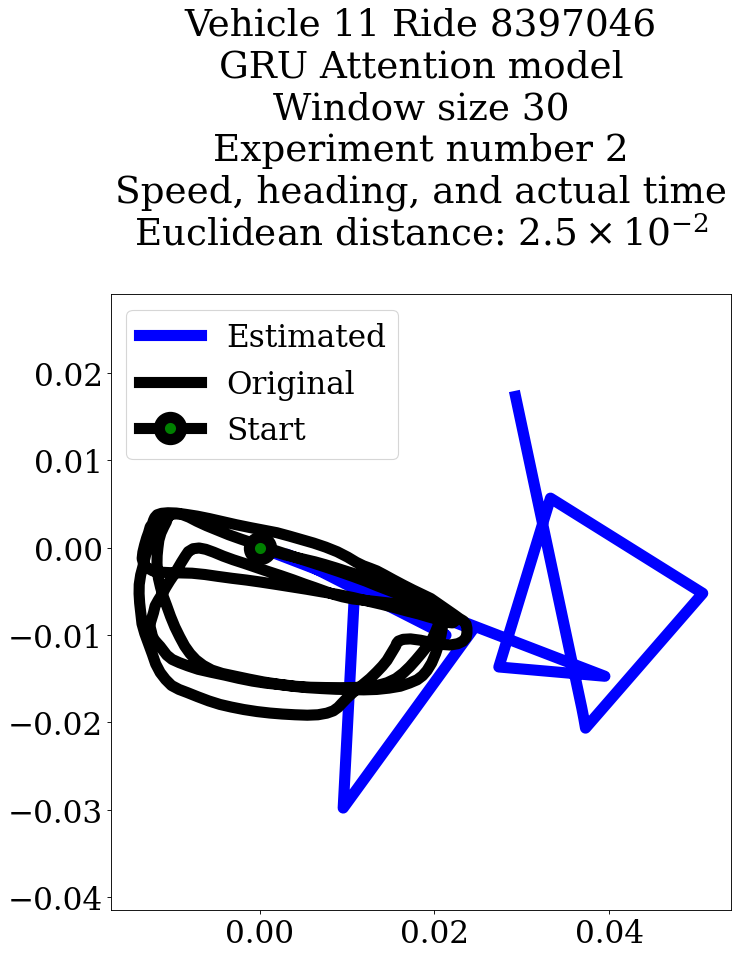 Vehicle 11 Ride 8397046
GRU Attention model
Window size 30
Experiment number 2
Speed, heading, and actual time
Euclidean distance: 2.5 × 10⁻²
Estimated
Original
Start
0.02
0.01
0.00
−0.01
−0.02
−0.03
−0.04
0.00 0.02 0.04